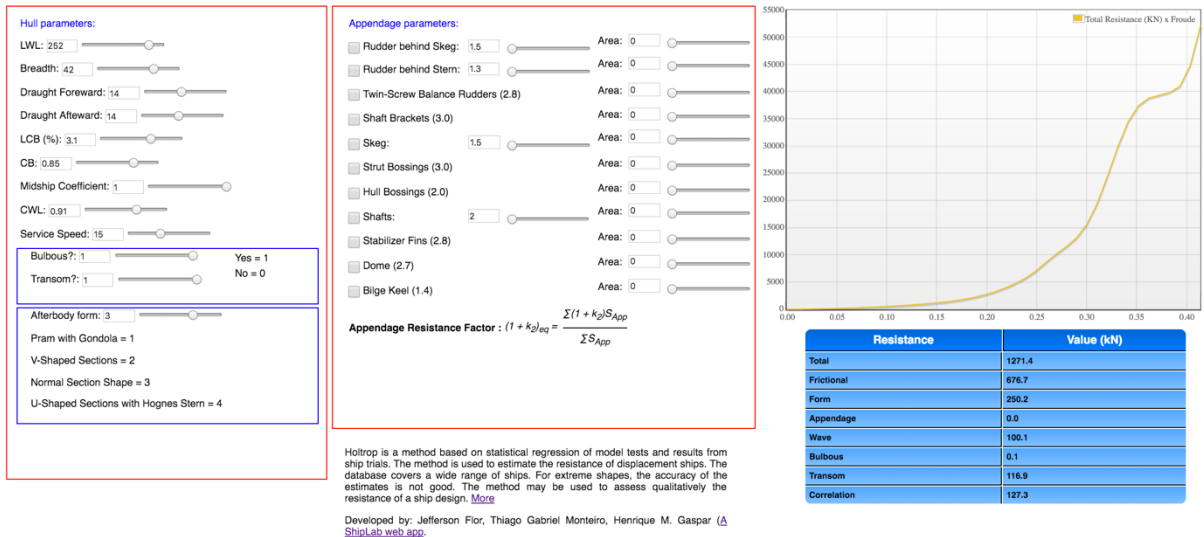 Hull parameters:
LWL: 252
Breadth: 42
Draught Foreward: 14
Draught Afteward: 14
LCB (%): 3.1
CB: 0.85
Midship Coefficient: 1
CWL: 0.91
Service Speed: 15
Bulbous?: 1
Yes = 1
Transom?: 1
No = 0
Afterbody form: 3
Pram with Gondola = 1
V-Shaped Sections = 2
Normal Section Shape = 3
U-Shaped Sections with Hognes Stern = 4
Appendage parameters:
Rudder behind Skeg: 1.5 Area: 0
Rudder behind Stern: 1.3 Area: 0
Twin-Screw Balance Rudders (2.8) Area: 0
Shaft Brackets (3.0) Area: 0
Skeg: 1.5 Area: 0
Strut Bossings (3.0) Area: 0
Hull Bossings (2.0) Area: 0
Shafts: 2 Area: 0
Stabilizer Fins (2.8) Area: 0
Dome (2.7) Area: 0
Bilge Keel (1.4) Area: 0
Appendage Resistance Factor : (1 + k2)eq = Σ(1 + k2)SApp
ΣSApp
Holtrop is a method based on statistical regression of model tests and results from
ship trials. The method is used to estimate the resistance of displacement ships. The
database covers a wide range of ships. For extreme shapes, the accuracy of the
estimates is not good. The method may be used to assess qualitatively the
resistance of a ship design. More
Developed by: Jefferson Flor, Thiago Gabriel Monteiro, Henrique M. Gaspar (A
ShipLab web app.
Total Resistance (KN) x Froude
55000
50000
45000
40000
35000
30000
25000
20000
15000
10000
5000
0
0.00 0.05 0.10 0.15 0.20 0.25 0.30 0.35 0.40
Resistance Value (kN)
Total 1271.4
Frictional 676.7
Form 250.2
Appendage 0.0
Wave 100.1
Bulbous 0.1
Transom 116.9
Correlation 127.3